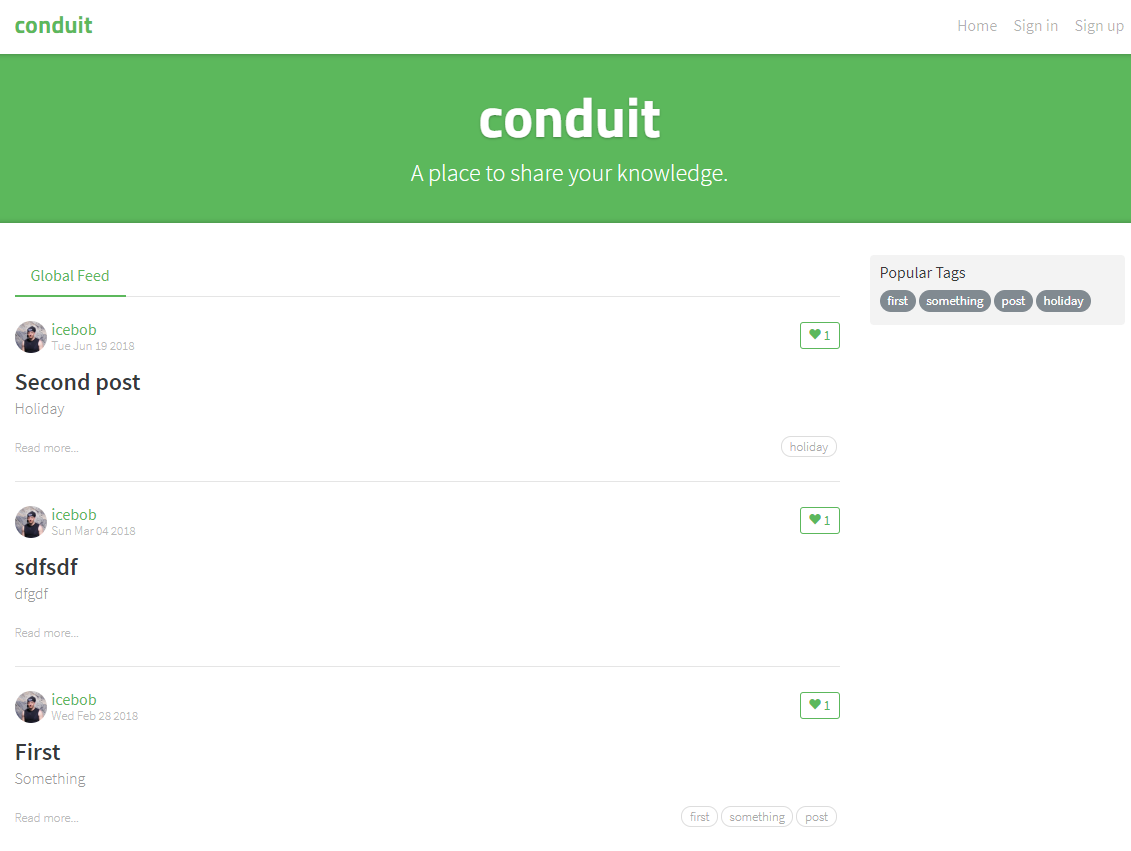 conduit
Home Sign in Sign up
conduit
A place to share your knowledge.
Global Feed
Popular Tags
first something post holiday
icebob
Tue Jun 19 2018
1
Second post
Holiday
Read more...
holiday
icebob
Sun Mar 04 2018
1
sdfsdf
dfgdf
Read more...
icebob
Wed Feb 28 2018
1
First
Something
Read more...
first something post